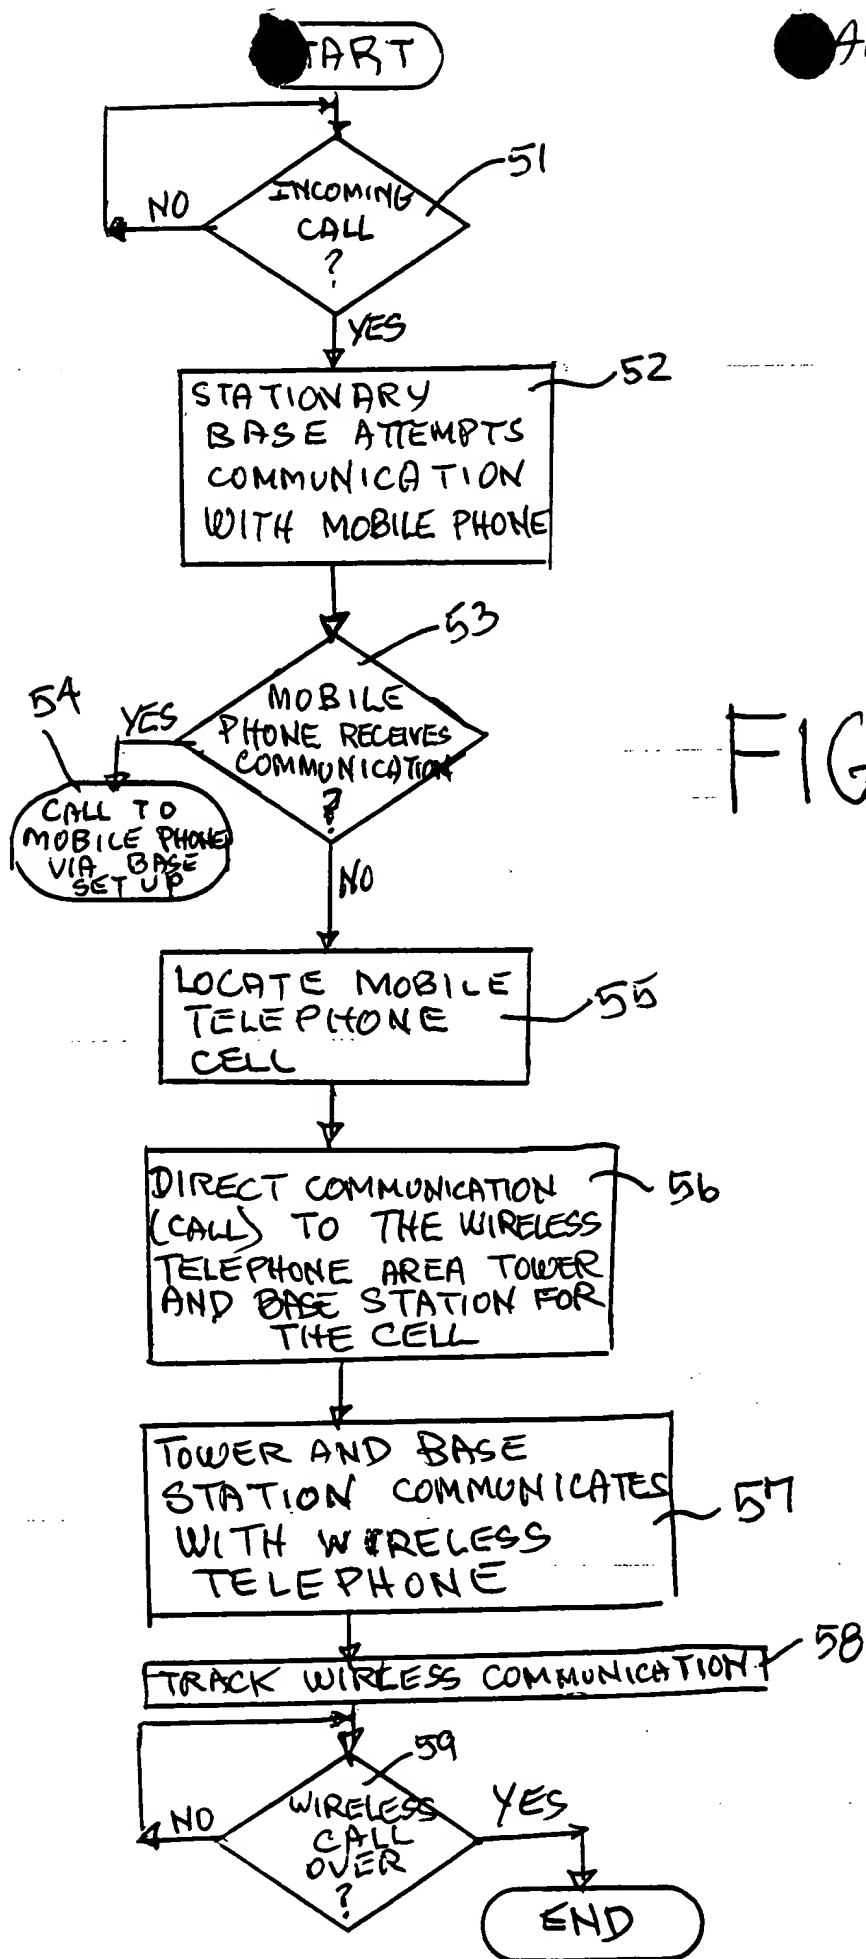 TART
INCOMING
CALL
?
51
NO
YES
52
STATIONARY
BASE ATTEMPTS
COMMUNICATION
WITH MOBILE PHONE
53
MOBILE
PHONE RECEIVES
COMMUNICATION
?
54
YES
CALL TO
MOBILE PHONE
VIA BASE
SET UP
FIG
NO
LOCATE MOBILE
TELEPHONE
CELL
55
DIRECT COMMUNICATION
(CALL) TO THE WIRELESS
TELEPHONE AREA TOWER
AND BASE STATION FOR
THE CELL
56
TOWER AND BASE
STATION COMMUNICATES
WITH WIRELESS
TELEPHONE
57
TRACK WIRLESS COMMUNICATION
58
59
WIRELESS
CALL
OVER
?
NO
YES
END